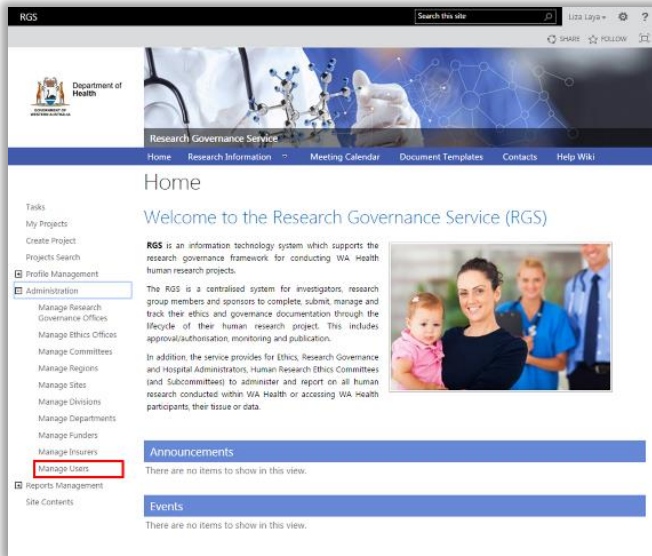 RGS
Search this site
Liza Laya
?
SHARE
FOLLOW
Department of
Health
GOVERNMENT OF
WESTERN AUSTRALIA
Research Governance Service
Home
Research Information
Meeting Calendar
Document Templates
Contacts
Help Wiki
Home
Tasks
My Projects
Create Project
Projects Search
Profile Management
Administration
Manage Research
Governance Offices
Manage Ethics Offices
Manage Committees
Manage Regions
Manage Sites
Manage Divisions
Manage Departments
Manage Funders
Manage Insurers
Manage Users
Reports Management
Site Contents
Welcome to the Research Governance Service (RGS)
RGS is an information technology system which supports the
research governance framework for conducting WA Health
human research projects.
The RGS is a centralised system for investigators, research
group members and sponsors to complete, submit, manage and
track their ethics and governance documentation through the
lifecycle of their human research project. This includes
approval/authorisation, monitoring and publication.
In addition, the service provides for Ethics, Research Governance
and Hospital Administrators, Human Research Ethics Committees
(and Subcommittees) to administer and report on all human
research conducted within WA Health or accessing WA Health
participants, their tissue or data.
Announcements
There are no items to show in this view.
Events
There are no items to show in this view.